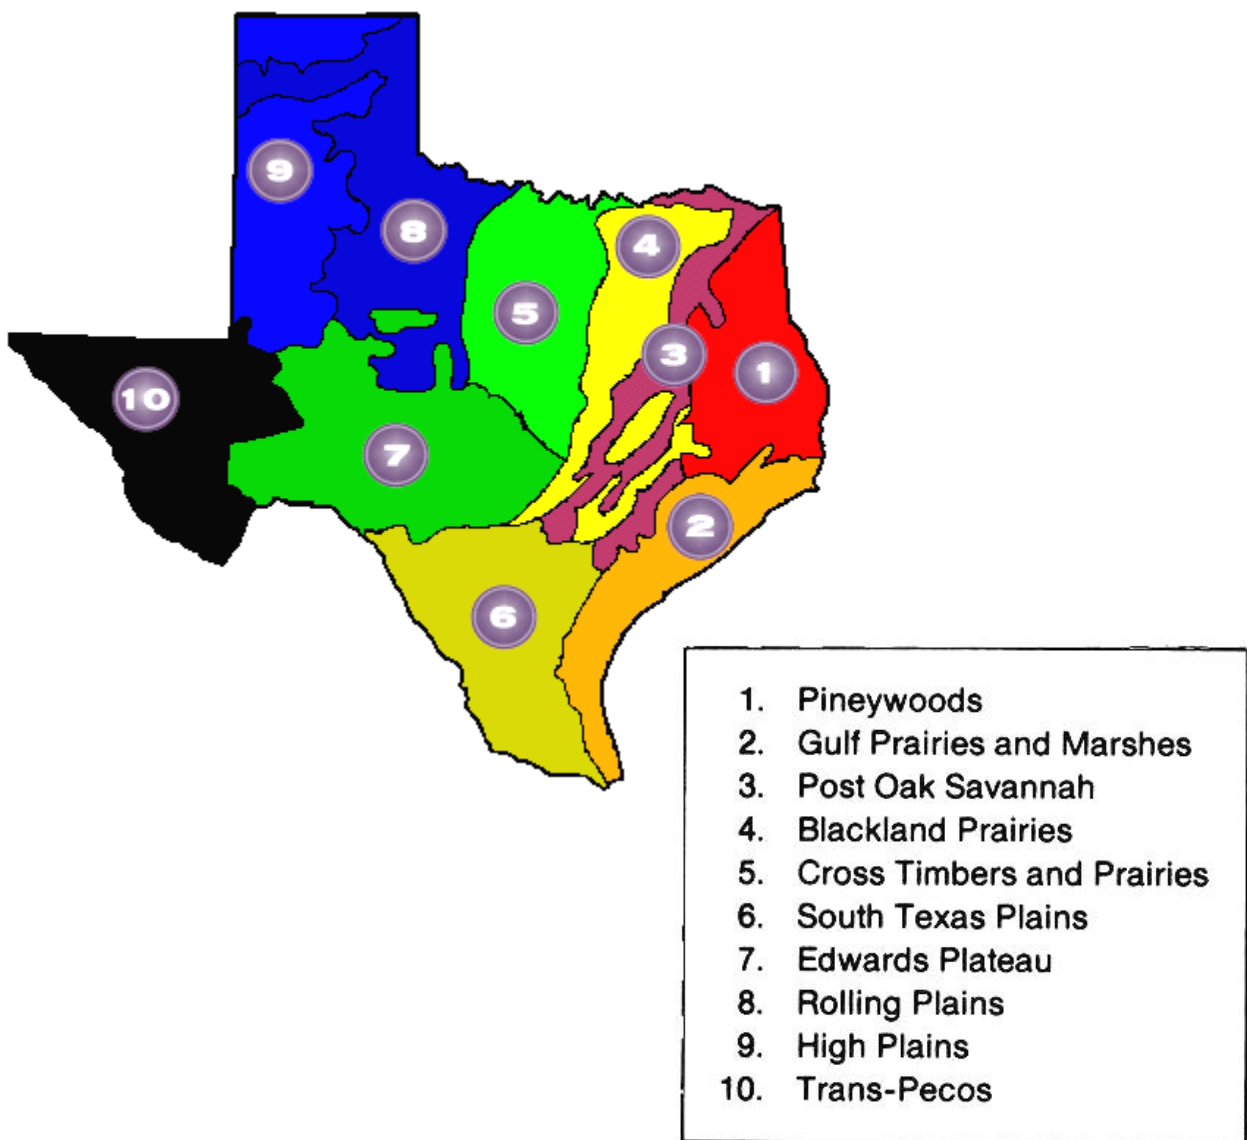 9
8
4
5
3
1
10
7
2
6
1. Pineywoods
2. Gulf Prairies and Marshes
3. Post Oak Savannah
4. Blackland Prairies
5. Cross Timbers and Prairies
6. South Texas Plains
7. Edwards Plateau
8. Rolling Plains
9. High Plains
10. Trans-Pecos